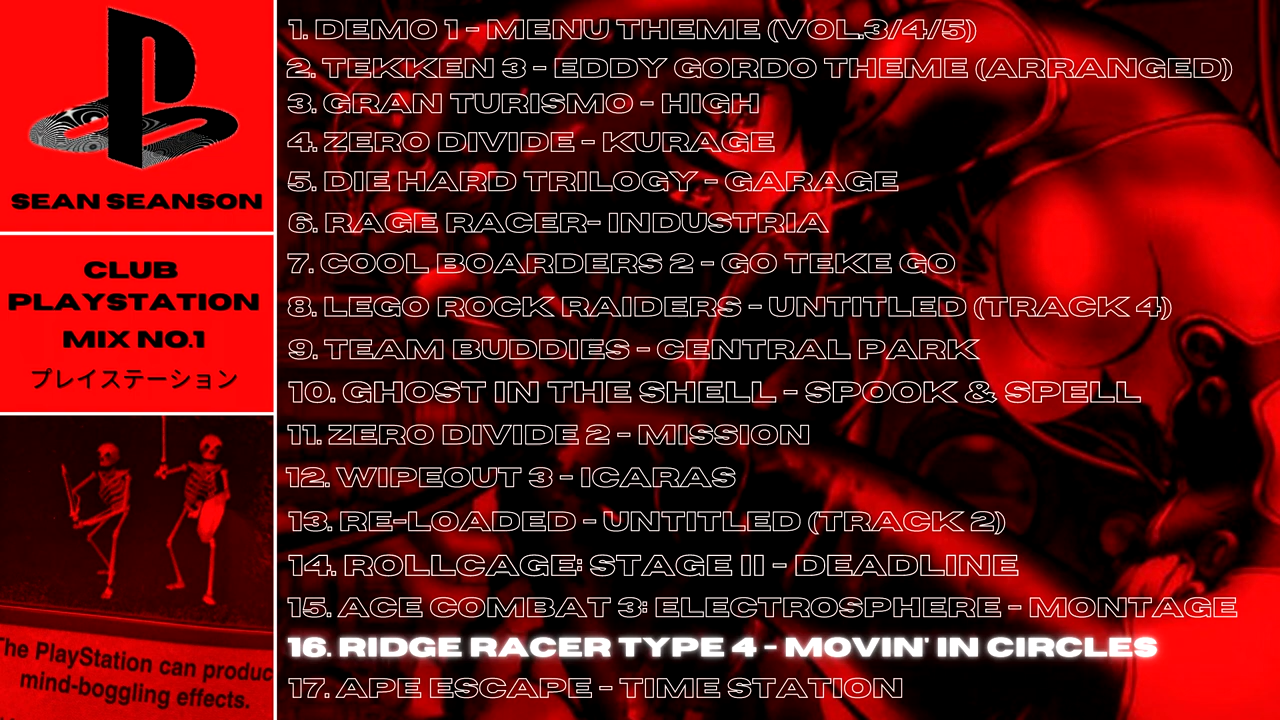 SEAN SEANSON
CLUB
PLAYSTATION
MIX NO.1
プレイステーション
The PlayStation can produc
mind-boggling effects.
1. DEMO 1 - MENU THEME (VOL.3/4/5)
2. TEKKEN 3 - EDDY GORDO THEME (ARRANGED)
3. GRAN TURISMO - HIGH
4. ZERO DIVIDE - KURAGE
5. DIE HARD TRILOGY - GARAGE
6. RAGE RACER- INDUSTRIA
7. COOL BOARDERS 2 - GO TEKE GO
8. LEGO ROCK RAIDERS - UNTITLED (TRACK 4)
9. TEAM BUDDIES - CENTRAL PARK
10. GHOST IN THE SHELL - SPOOK & SPELL
11. ZERO DIVIDE 2 - MISSION
12. WIPEOUT 3 - ICARAS
13. RE-LOADED - UNTITLED (TRACK 2)
14. ROLLCAGE: STAGE II - DEADLINE
15. ACE COMBAT 3: ELECTROSPHERE - MONTAGE
16. RIDGE RACER TYPE 4 - MOVIN' IN CIRCLES
17. APE ESCAPE - TIME STATION